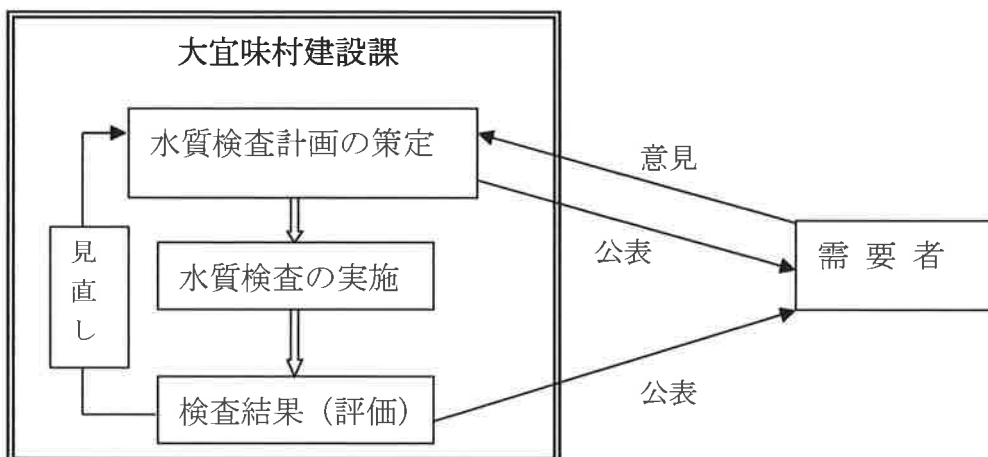 大宜味村建設課
水質検査計画の策定
意見
公表
需 要 者
見
直
し
水質検査の実施
検査結果（評価）
公表